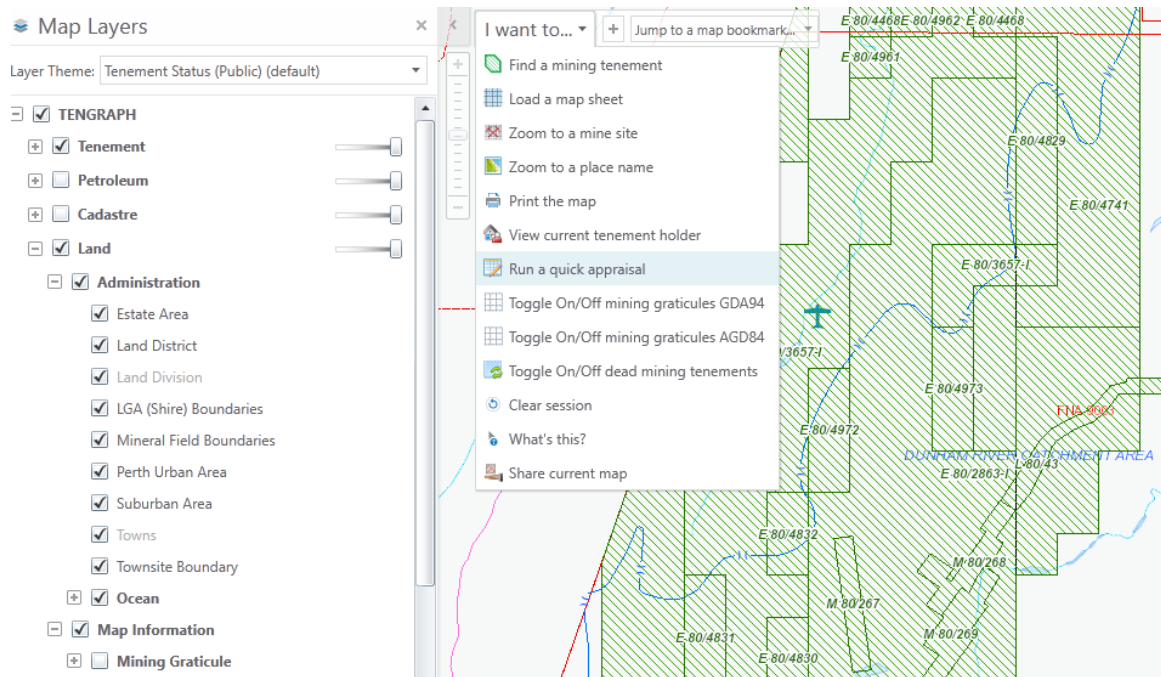 Map Layers
Layer Theme: Tenement Status (Public) (default)
TENGRAPH
Tenement
Petroleum
Cadastre
Land
Administration
Estate Area
Land District
Land Division
LGA (Shire) Boundaries
Mineral Field Boundaries
Perth Urban Area
Suburban Area
Towns
Townsite Boundary
Ocean
Map Information
Mining Graticule
I want to...
Jump to a map bookmark...
Find a mining tenement
Load a map sheet
Zoom to a mine site
Zoom to a place name
Print the map
View current tenement holder
Run a quick appraisal
Toggle On/Off mining graticules GDA94
Toggle On/Off mining graticules AGD84
Toggle On/Off dead mining tenements
Clear session
What's this?
Share current map
E 80/4468 E 80/4962 E 80/4468
E 80/4961
E 80/4829
E 80/4741
E 80/3657-I
/3657-I
E 80/4973
FNA 9003
E 80/4972
DUNHAM RIVER CATCHMENT AREA
L 80/43
E 80/2863-I
E 80/4832
M 80/268
M 80/267
E 80/4831
M 80/269
E 80/4830